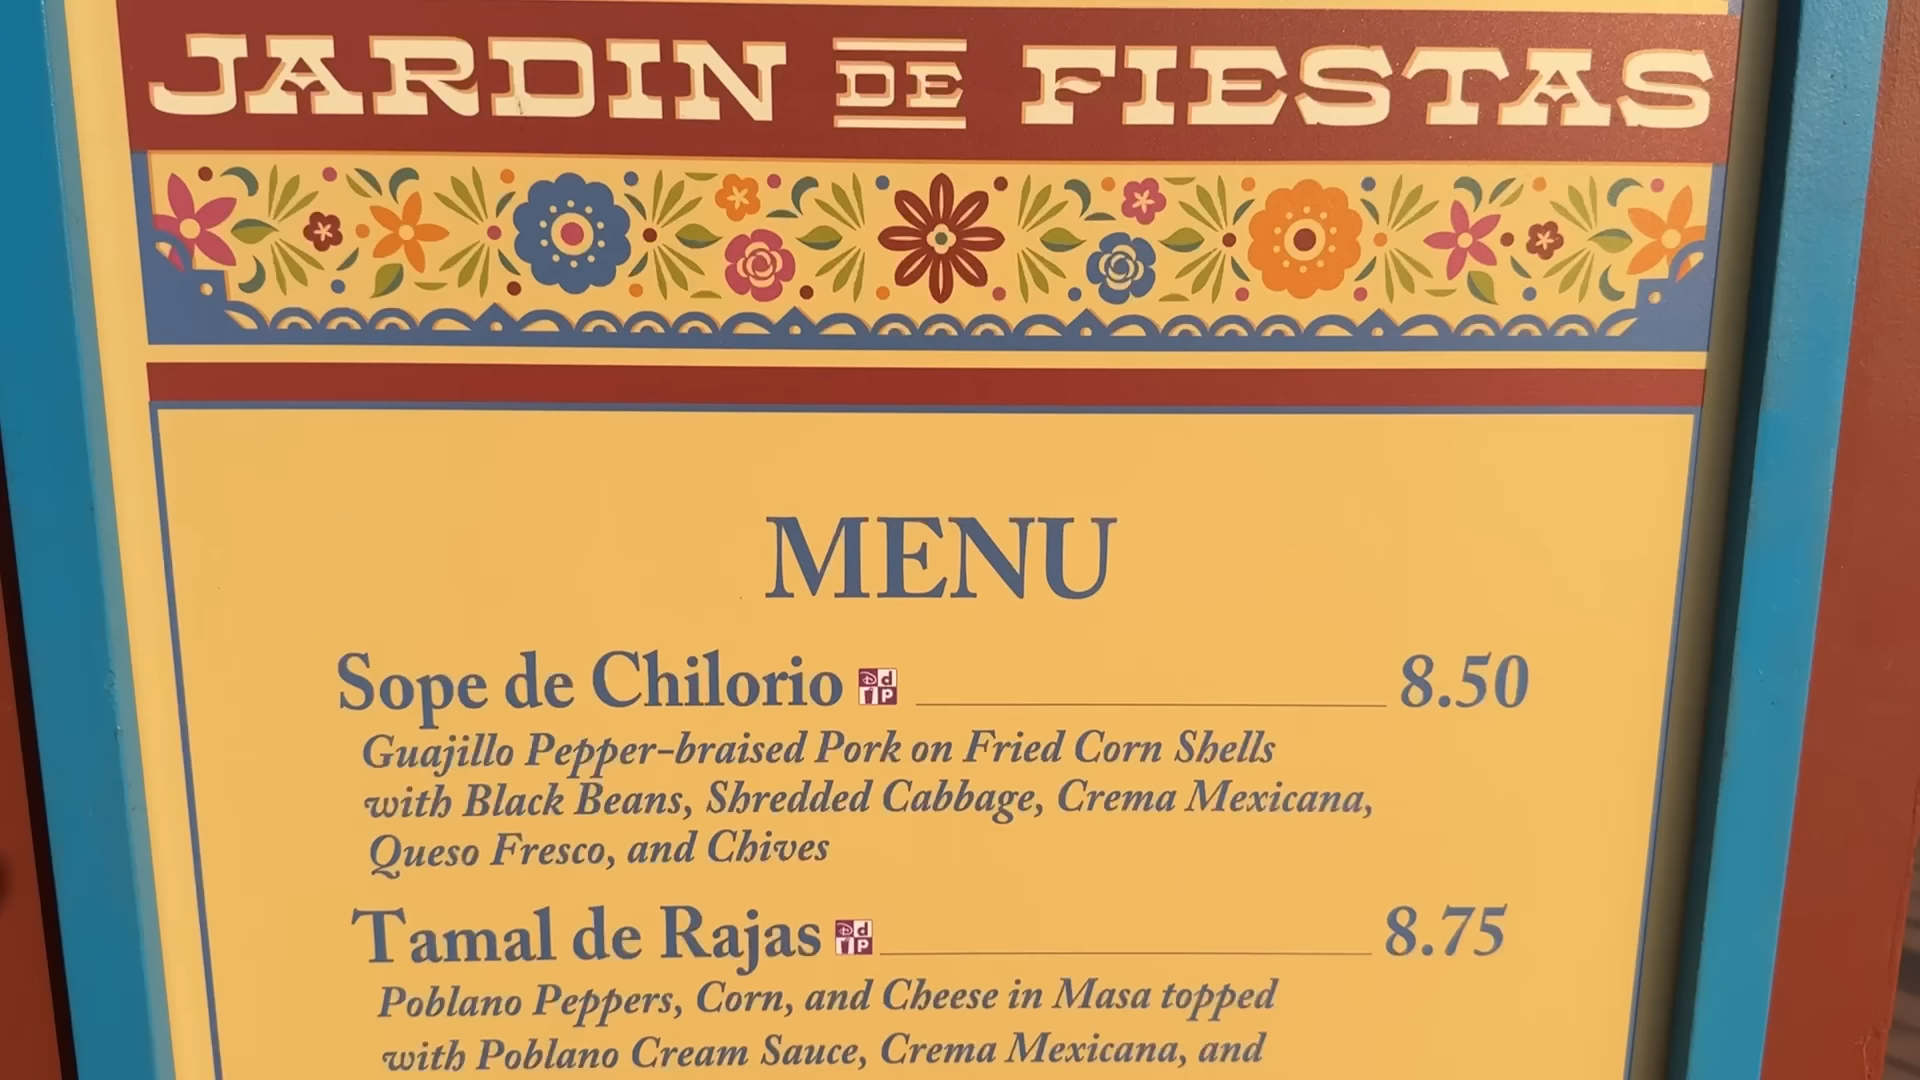 JARDIN DE FIESTAS
MENU
Sope de Chilorio DdP 8.50
Guajillo Pepper-braised Pork on Fried Corn Shells
with Black Beans, Shredded Cabbage, Crema Mexicana,
Queso Fresco, and Chives
Tamal de Rajas DdP 8.75
Poblano Peppers, Corn, and Cheese in Masa topped
with Poblano Cream Sauce, Crema Mexicana, and